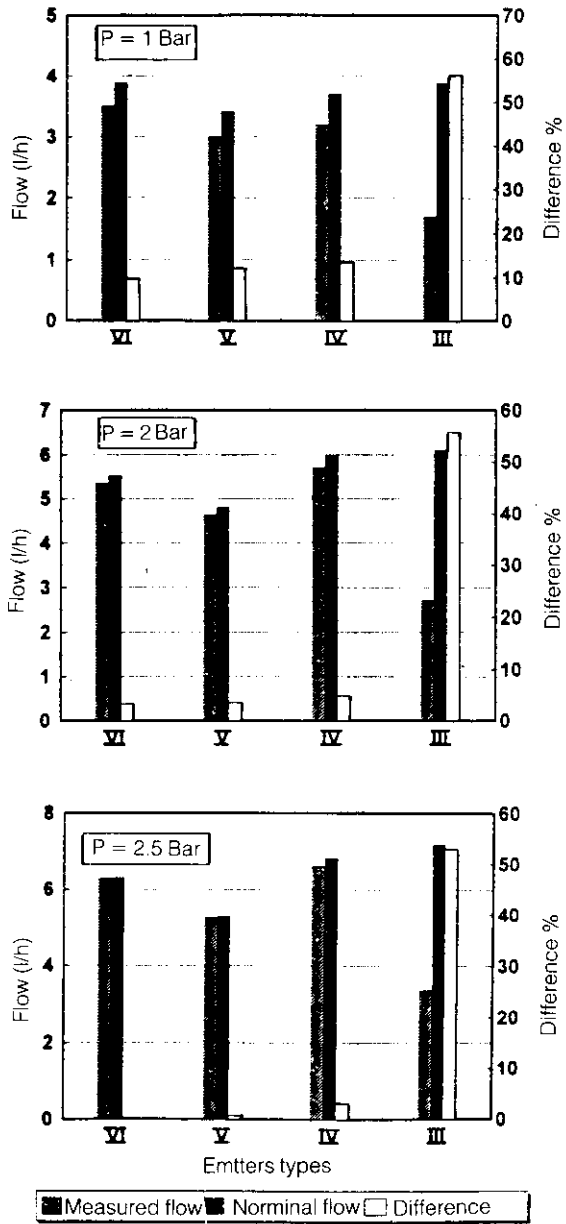 P = 1 Bar
Flow (l/h)
Difference %
5
4
3
2
1
0
70
60
50
40
30
20
10
0
VI
V
IV
III
P = 2 Bar
Flow (l/h)
Difference %
7
6
5
4
3
2
1
0
60
50
40
30
20
10
0
VI
V
IV
III
P = 2.5 Bar
Flow (l/h)
Difference %
8
6
4
2
0
60
50
40
30
20
10
0
VI
V
IV
III
Emtters types
Measured flow Norminal flow Difference